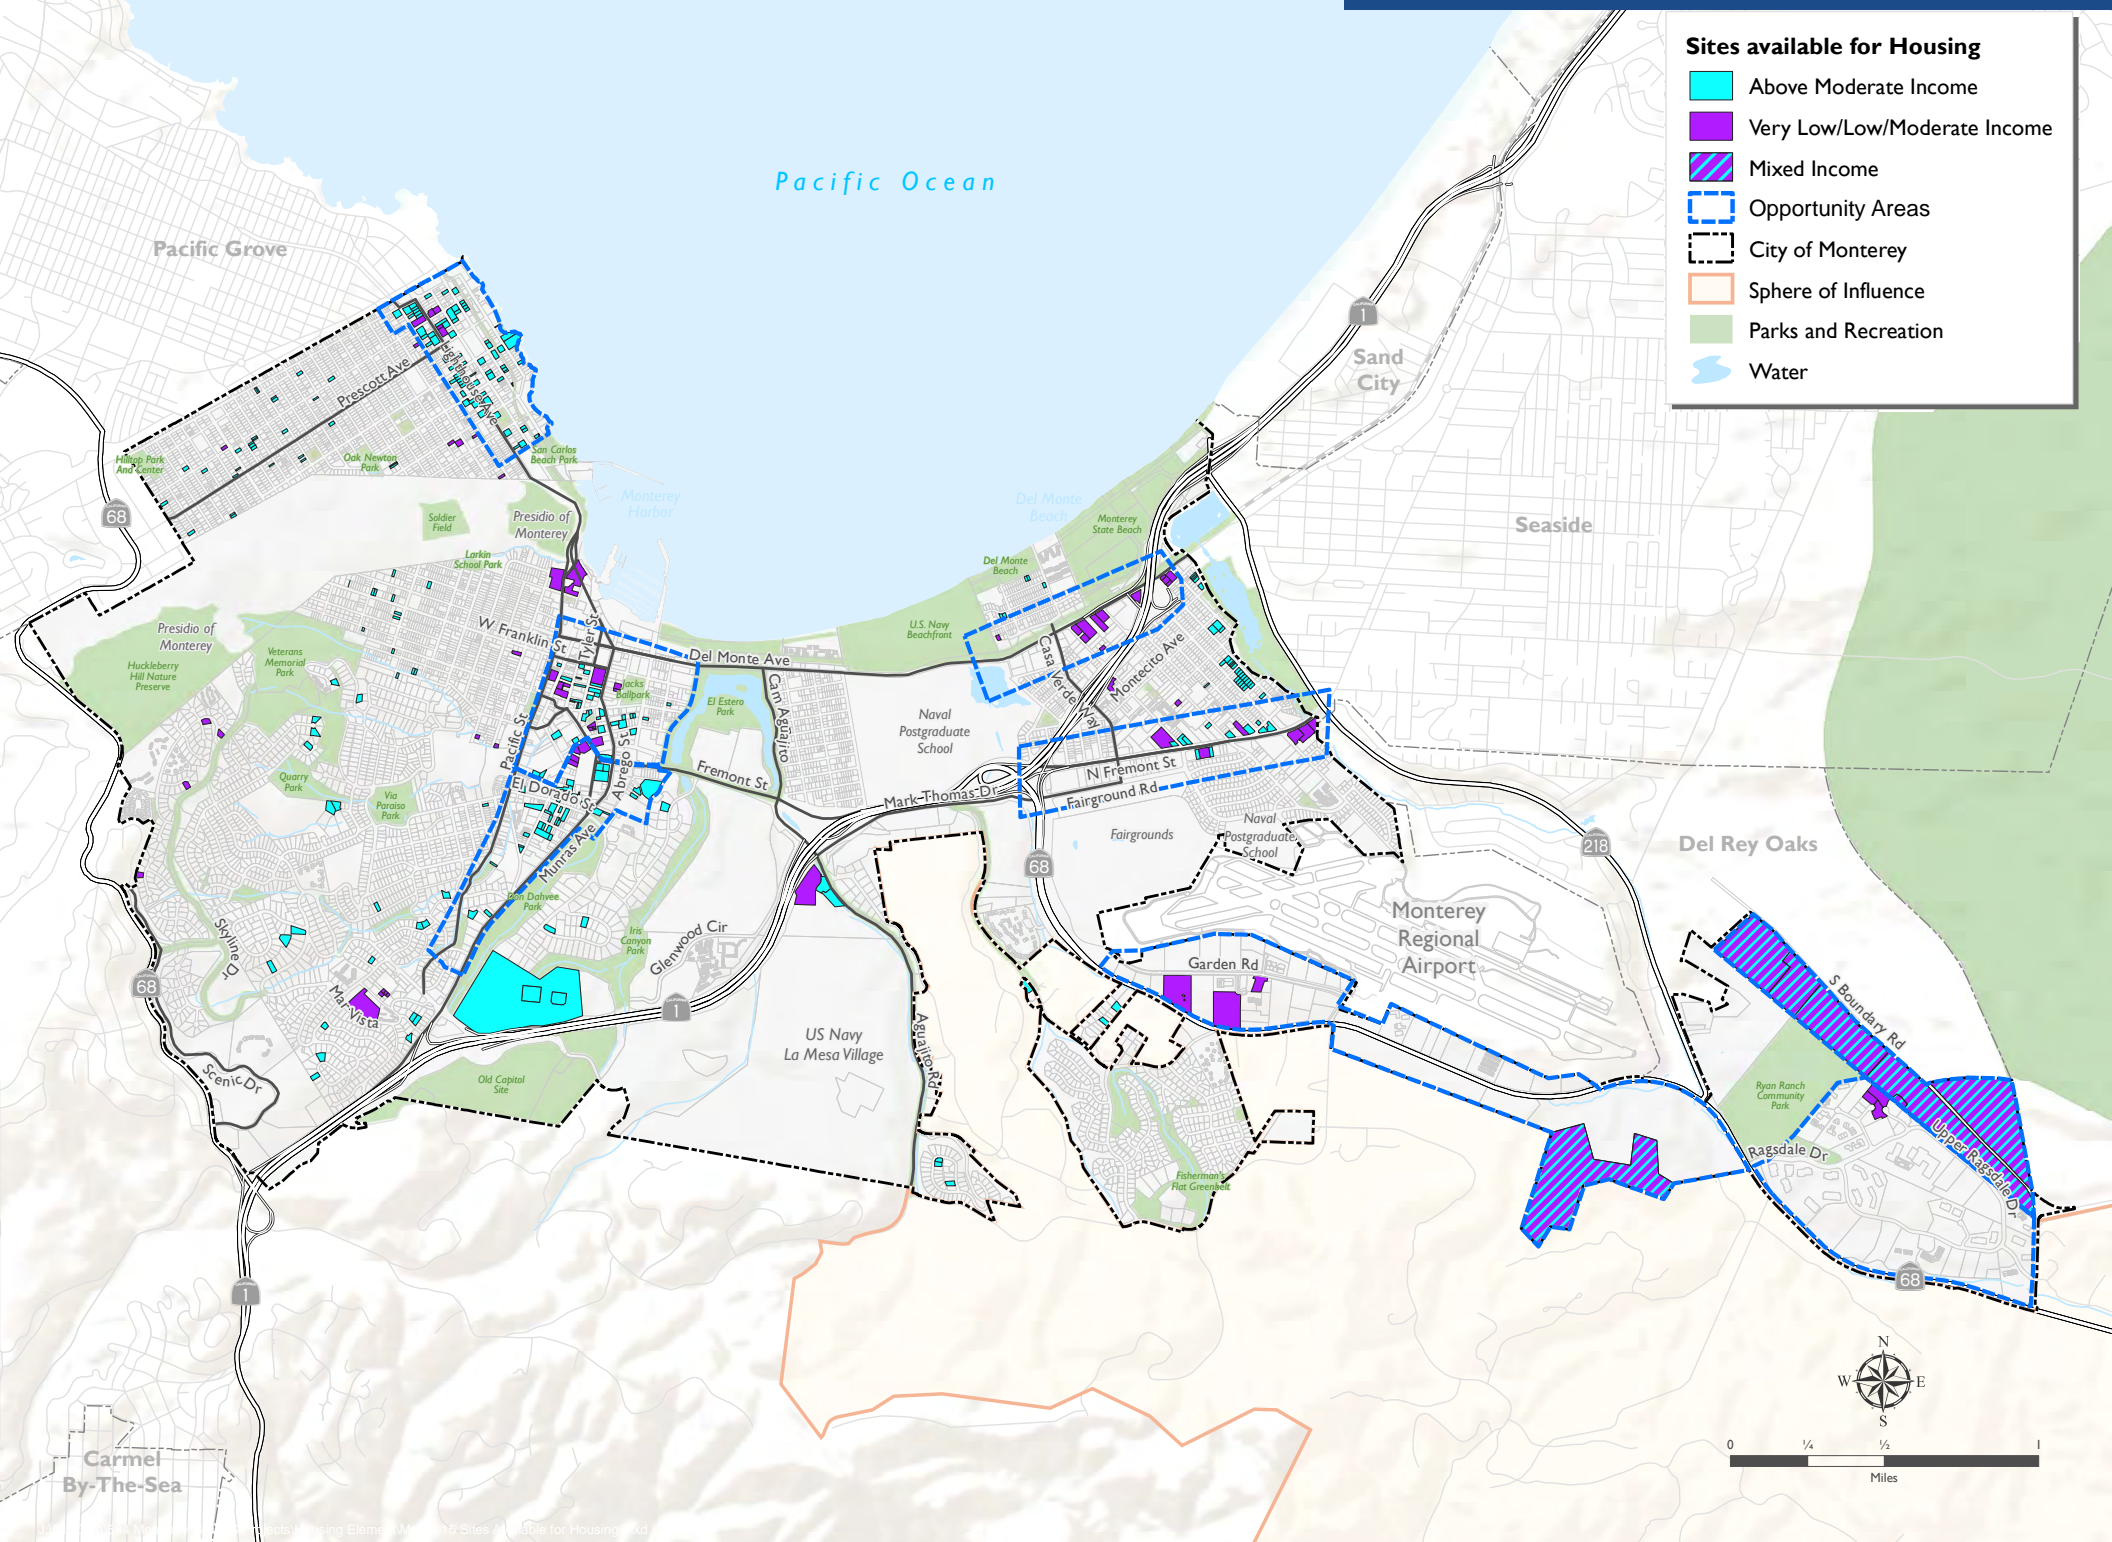 Sites available for Housing
Above Moderate Income
Very Low/Low/Moderate Income
Mixed Income
Opportunity Areas
City of Monterey
Sphere of Influence
Parks and Recreation
Water
Pacific Ocean
Pacific Grove
1
Sand
City
Prescott Ave
Lighthouse Ave
Hilltop Park
And Center
Oak Newton
Park
San Carlos
Beach Park
68
Soldier
Field
Presidio of
Monterey
Monterey
Harbor
Del Monte
Beach
Monterey
State Beach
Seaside
Larkin
School Park
Del Monte
Beach
Presidio of
Monterey
Huckleberry
Hill Nature
Preserve
Veterans
Memorial
Park
W Franklin St
Tyler St
U.S. Navy
Beachfront
Del Monte Ave
Casa Verde Way
Montecito Ave
Jacks
Ballpark
El Estero
Park
Cam Aguajito
Naval
Postgraduate
School
Pacific St
Abrego St
Quarry
Park
Via
Paraiso
Park
El Dorado St
Fremont St
Mark Thomas Dr
N Fremont St
Fairground Rd
Munras Ave
Fairgrounds
Naval
Postgraduate
School
218
Del Rey Oaks
68
Don Dahvee
Park
Iris
Canyon
Park
Glenwood Cir
Skyline Dr
Monterey
Regional
Airport
Garden Rd
68
Mar Vista
1
US Navy
La Mesa Village
Aguajito Rd
S Boundary Rd
Scenic Dr
Old Capital
Site
Ryan Ranch
Community
Park
Ragsdale Dr
Upper Ragsdale Dr
Fisherman's
Flat Greenbelt
68
1
N
W
E
S
0 ¼ ½ 1
Miles
Carmel
By-The-Sea